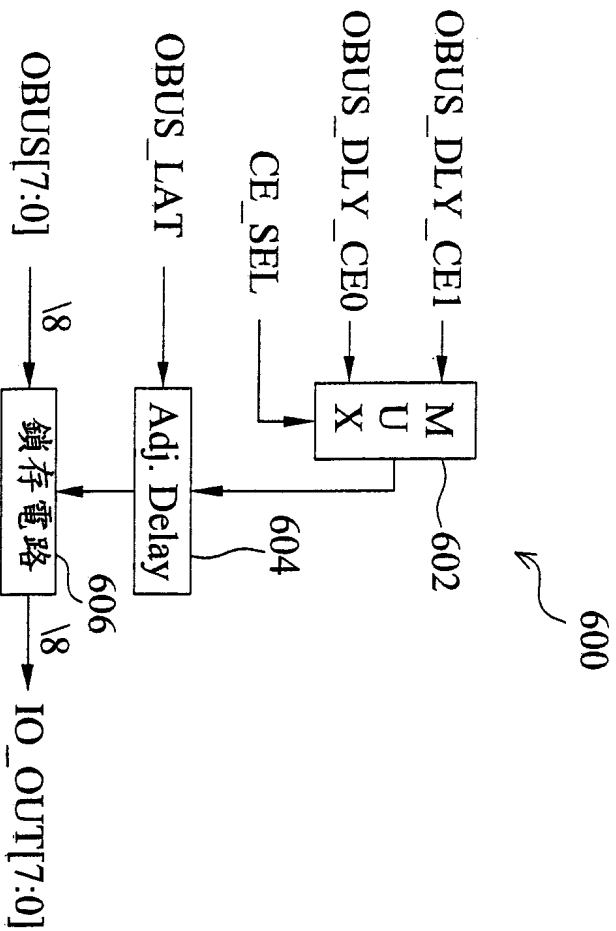 600
OBUS_DLY_CE1
OBUS_DLY_CE0
CE_SEL
M
U
X
602
OBUS_LAT
Adj. Delay
604
OBUS[7:0]
\8
鎖存電路
606
\8
IO_OUT[7:0]